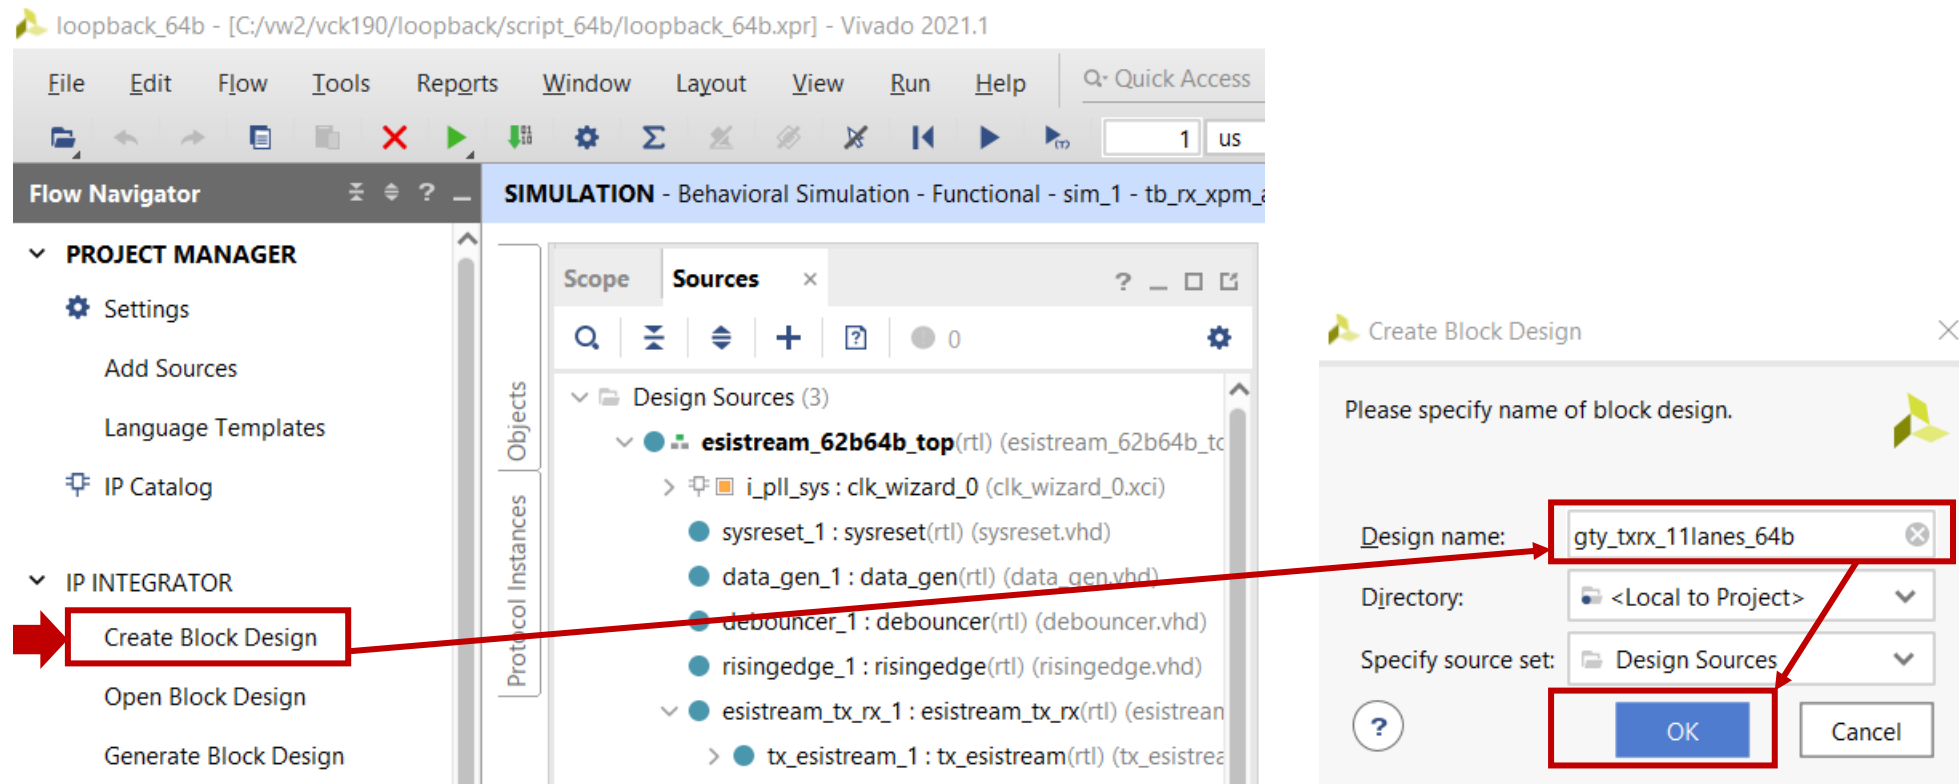 loopback_64b - [C:/vw2/vck190/loopback/script_64b/loopback_64b.xpr] - Vivado 2021.1
File Edit Flow Tools Reports Window Layout View Run Help Quick Access
1 us
Flow Navigator
SIMULATION - Behavioral Simulation - Functional - sim_1 - tb_rx_xpm_
PROJECT MANAGER
Settings
Add Sources
Language Templates
IP Catalog
IP INTEGRATOR
Create Block Design
Open Block Design
Generate Block Design
Objects
Protocol Instances
Scope Sources
0
Design Sources (3)
esistream_62b64b_top(rtl) (esistream_62b64b_tc
i_pll_sys : clk_wizard_0 (clk_wizard_0.xci)
sysreset_1 : sysreset(rtl) (sysreset.vhd)
data_gen_1 : data_gen(rtl) (data_gen.vhd)
debouncer_1 : debouncer(rtl) (debouncer.vhd)
risingedge_1 : risingedge(rtl) (risingedge.vhd)
esistream_tx_rx_1 : esistream_tx_rx(rtl) (esistrean
tx_esistream_1 : tx_esistream(rtl) (tx_esistrea
Create Block Design
Please specify name of block design.
Design name: gty_txrx_11lanes_64b
Directory: <Local to Project>
Specify source set: Design Sources
? OK Cancel